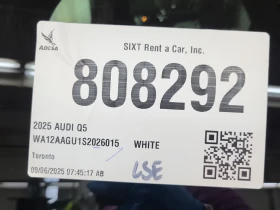 ADESA
SIXT Rent a Car, Inc.
808292
2025 AUDI Q5
WA12AAGU1S2026015 WHITE
Toronto
09/06/2025 07:45:17 AB
LSE